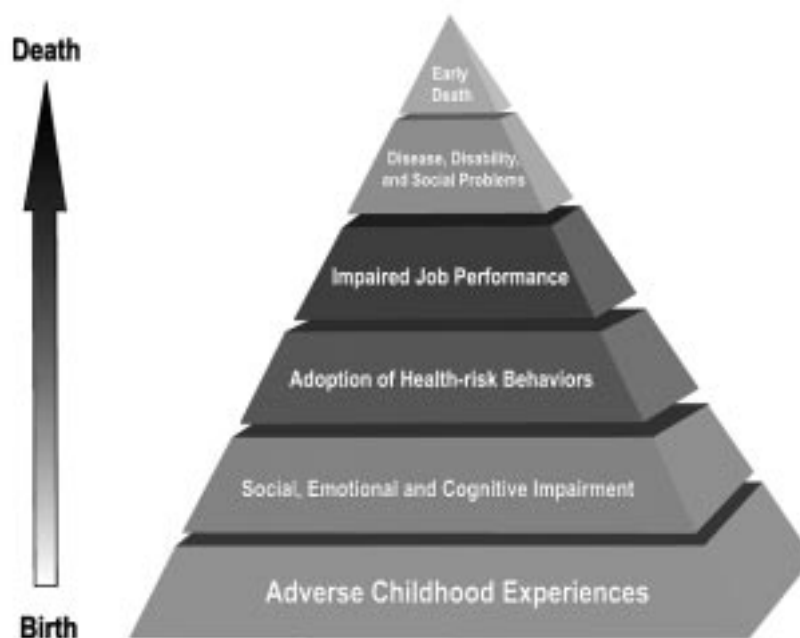 Death
Early
Death
Disease, Disability,
and Social Problems
Impaired Job Performance
Adoption of Health-risk Behaviors
Social, Emotional and Cognitive Impairment
Adverse Childhood Experiences
Birth